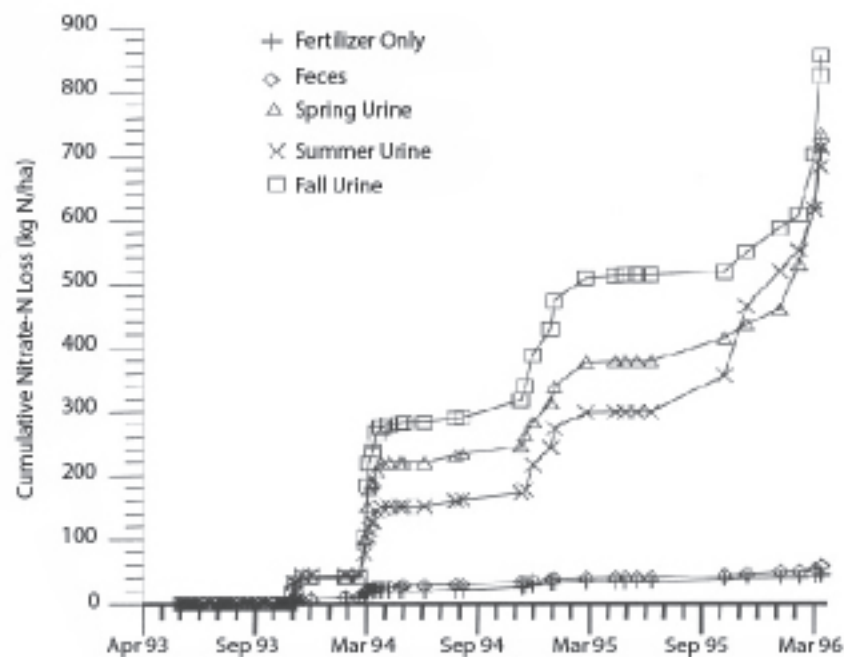 900
800
700
600
500
400
300
200
100
0
Cumulative Nitrate-N Loss (kg N/ha)
Fertilizer Only
Feces
Spring Urine
Summer Urine
Fall Urine
Apr 93 Sep 93 Mar 94 Sep 94 Mar 95 Sep 95 Mar 96